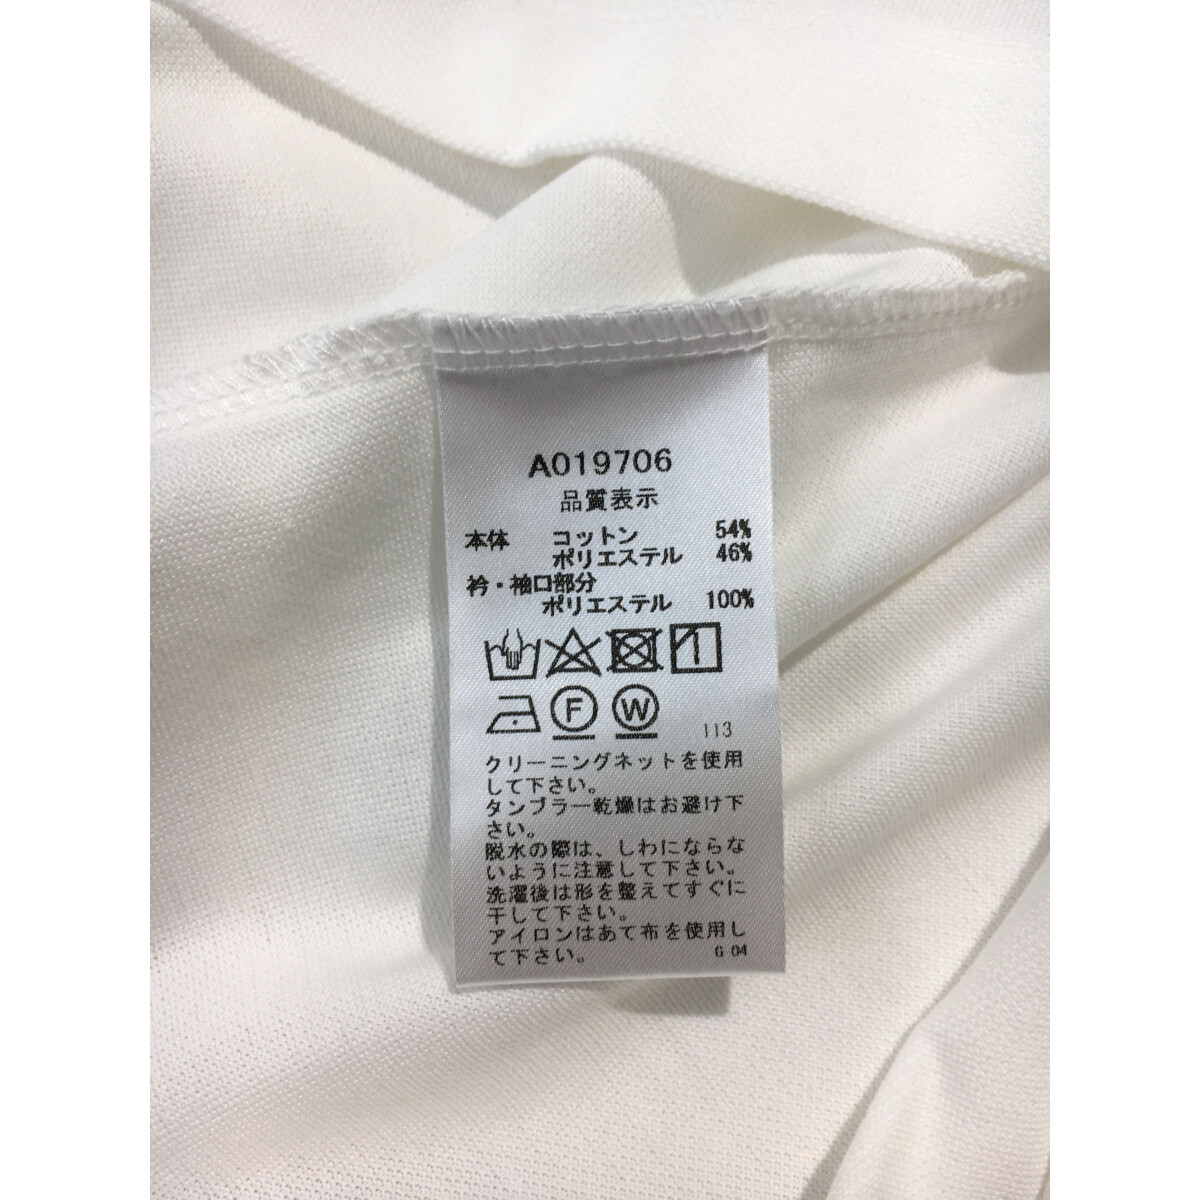 A019706
品質表示
本体 コットン 54%
ポリエステル 46%
衿・袖口部分
ポリエステル 100%
F W
113
クリーニングネットを使用
して下さい。
タンブラー乾燥はお避け下
さい。
脱水の際は、しわにならな
いように注意して下さい。
洗濯後は形を整えてすぐに
干して下さい。
アイロンはあて布を使用し
て下さい。 G 04